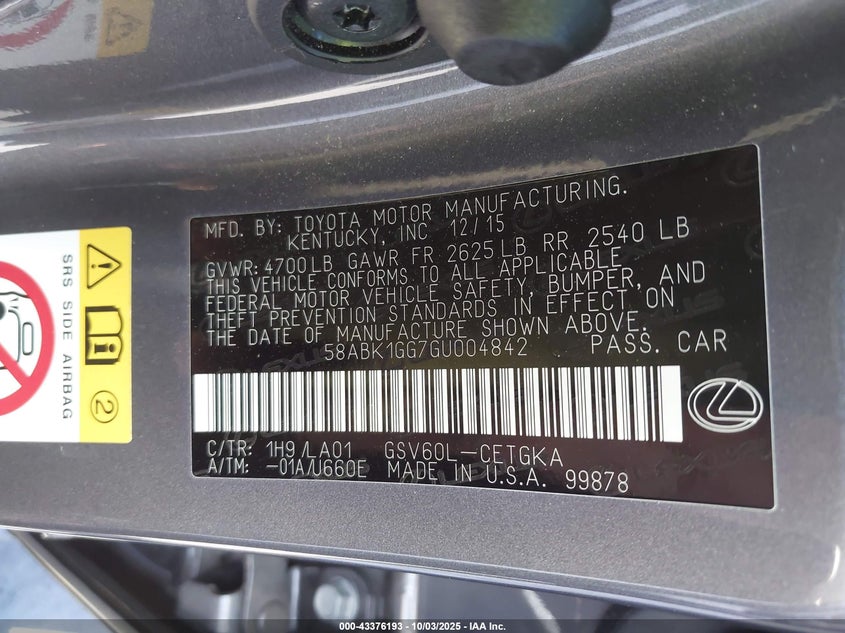 MFD. BY: TOYOTA MOTOR MANUFACTURING.
KENTUCKY, INC 12/15
GVWR: 4700LB GAWR FR 2625LB RR 2540 LB
THIS VEHICLE CONFORMS TO ALL APPLICABLE
FEDERAL MOTOR VEHICLE SAFETY, BUMPER, AND
THEFT PREVENTION STANDARDS IN EFFECT ON
THE DATE OF MANUFACTURE SHOWN ABOVE.
58ABK1GG7GU004842 PASS. CAR
C/TR: 1H9/LA01 GSV60L-CETGKA
A/TM: -01A/U660E MADE IN U.S.A. 99878
SRS SIDE AIRBAG
2
000-43376193 - 10/03/2025 - IAA Inc.